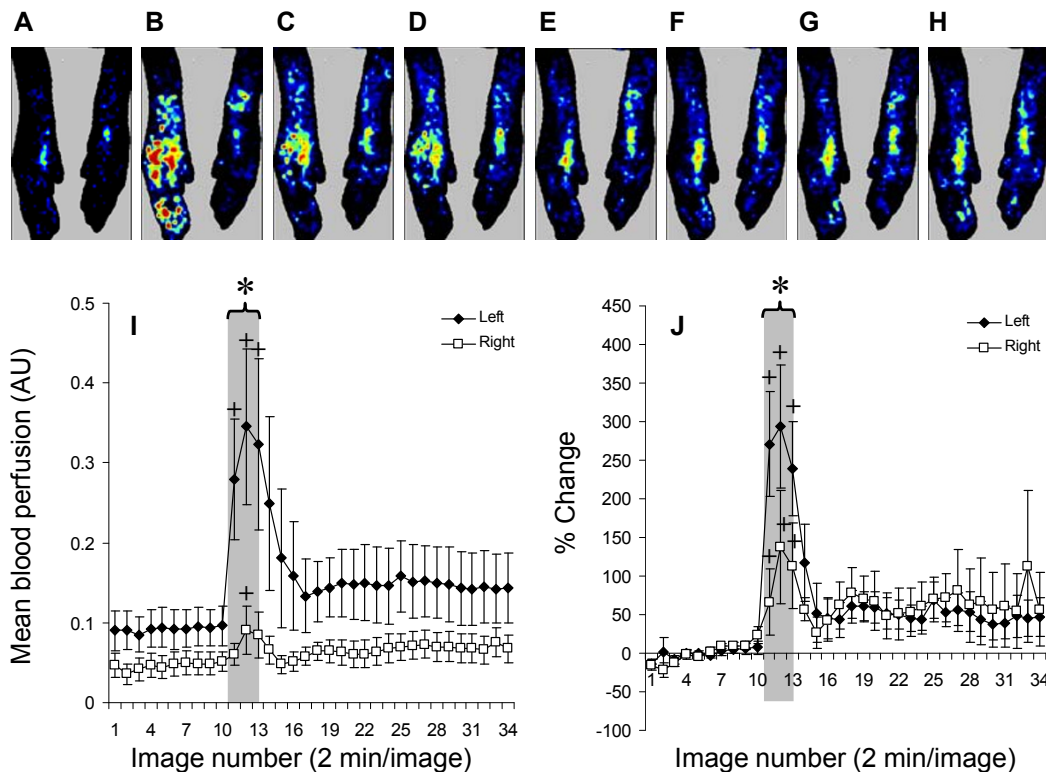 A B C D E F G H
*
0.5
I
Left
Right
0.4
0.3
0.2
0.1
0
Mean blood perfusion (AU)
1 4 7 10 13 16 19 22 25 28 31 34
Image number (2 min/image)
*
450
J
Left
Right
400
350
300
250
200
150
100
50
0
-50
-100
% Change
1 4 7 10 13 16 19 22 25 28 31 34
Image number (2 min/image)